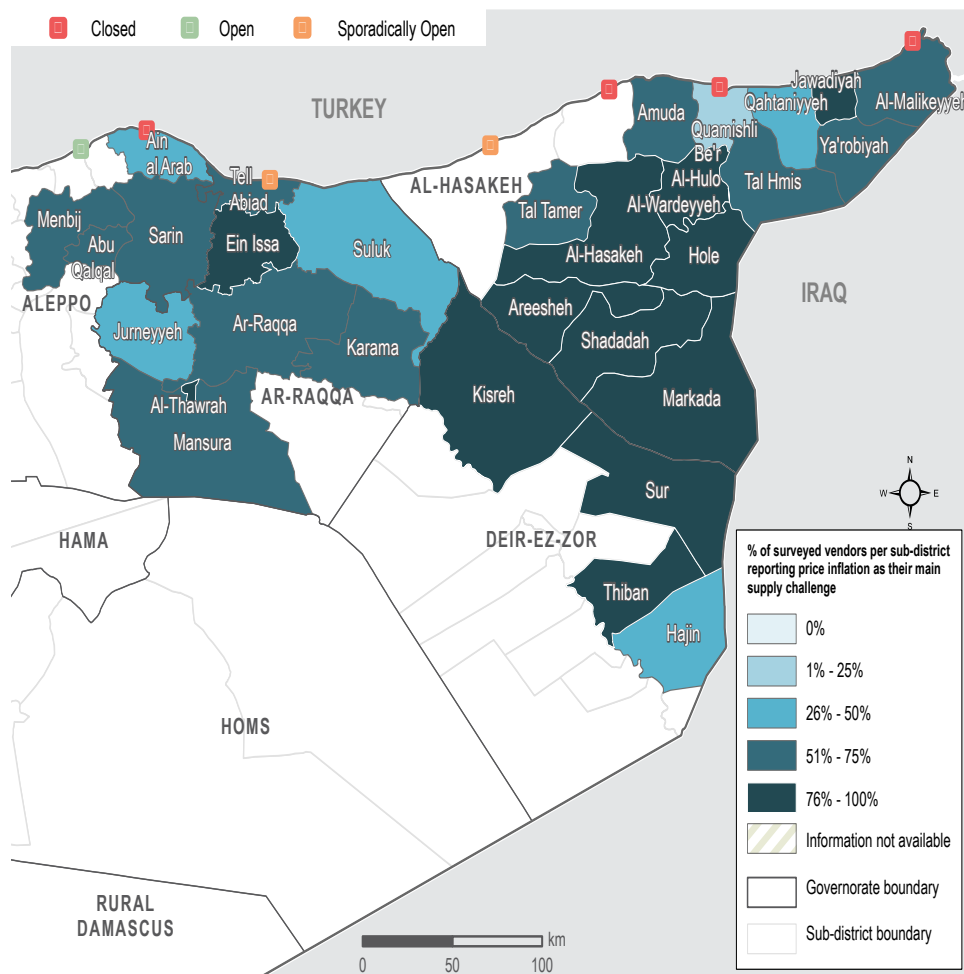 Closed
Open
Sporadically Open
TURKEY
Jawadiyah
Qahtaniyyeh
Al-Malikeyyeh
Amuda
Quamishli
Ain
al Arab
Be'r
Al-Hulo
Al-Wardeyyeh
Ya'robiyah
Tell
Abiad
AL-HASAKEH
Tal Hmis
Menbij
Tal Tamer
Sarin
Abu
Qalqal
Ein Issa
Suluk
Al-Hasakeh
Hole
ALEPPO
IRAQ
Areesheh
Jurneyyeh
Ar-Raqqa
Karama
Shadadah
AR-RAQQA
Kisreh
Markada
Al-Thawrah
Mansura
Sur
N
W
E
S
HAMA
DEIR-EZ-ZOR
Thiban
Hajin
HOMS
RURAL
DAMASCUS
% of surveyed vendors per sub-district
reporting price inflation as their main
supply challenge
0%
1% - 25%
26% - 50%
51% - 75%
76% - 100%
Information not available
Governorate boundary
Sub-district boundary
km
0 50 100